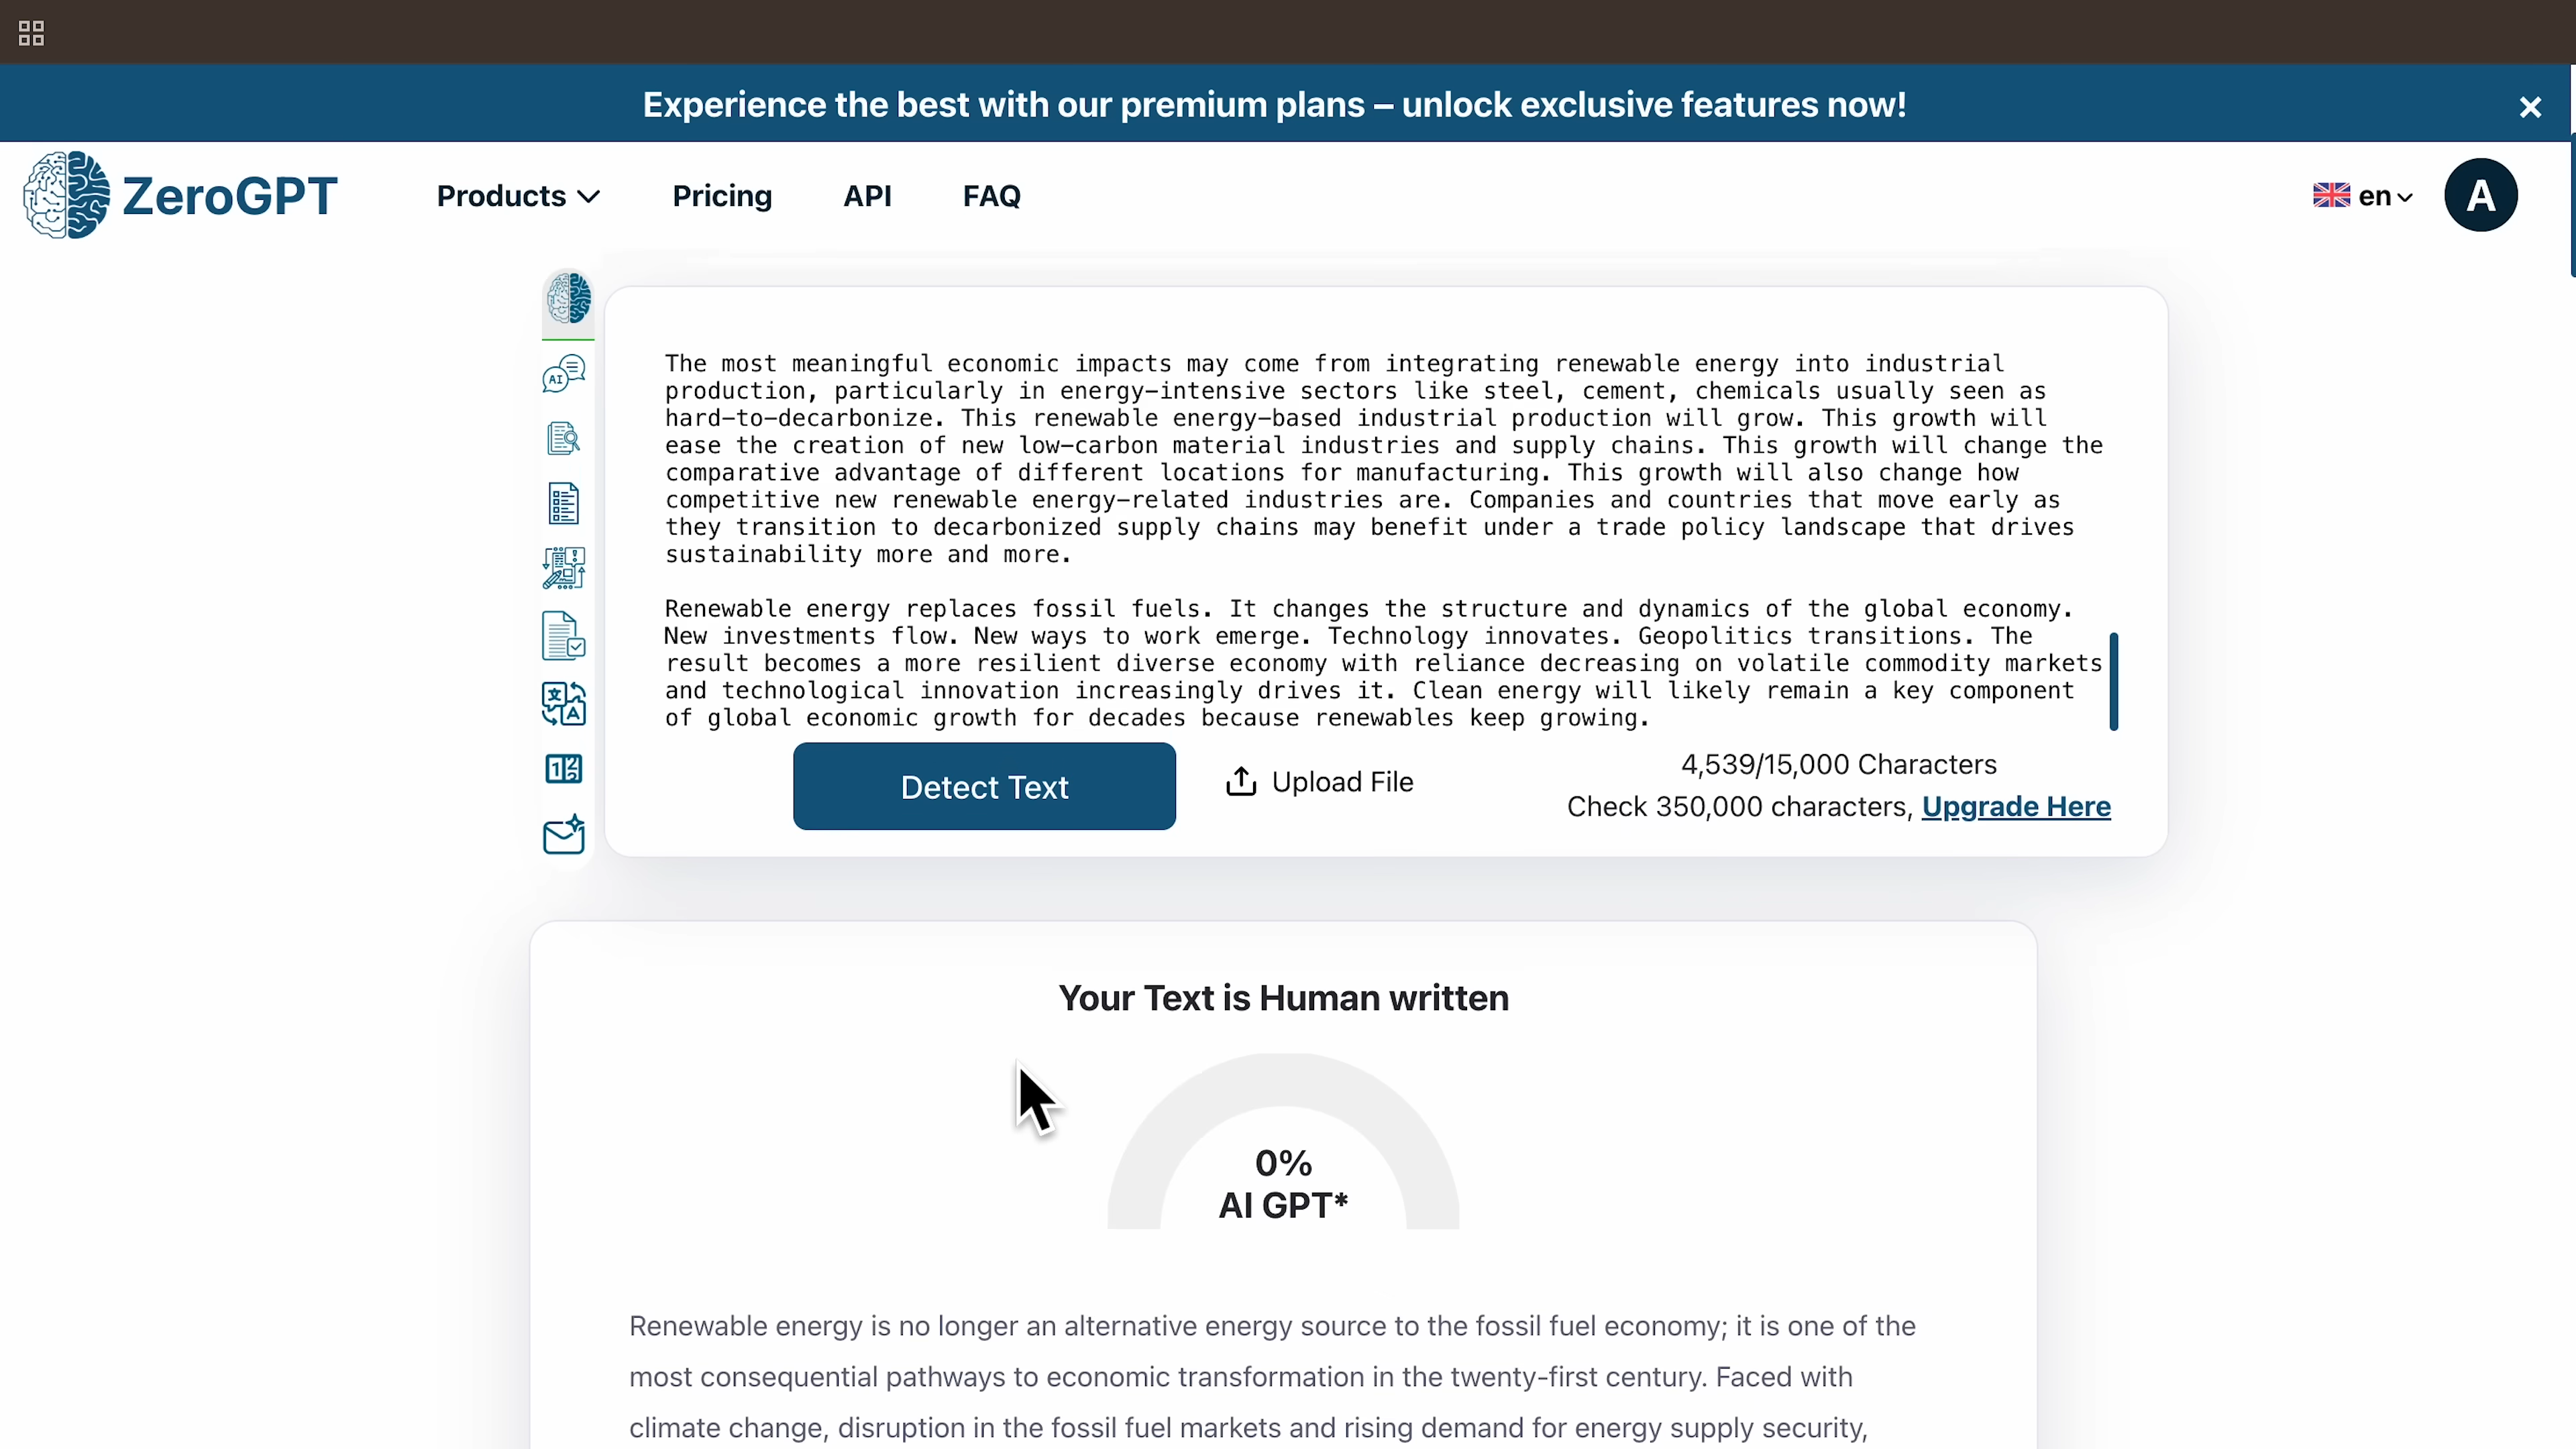 Experience the best with our premium plans – unlock exclusive features now!
ZeroGPT
Products
Pricing
API
FAQ
en
A
The most meaningful economic impacts may come from integrating renewable energy into industrial
production, particularly in energy-intensive sectors like steel, cement, chemicals usually seen as
hard-to-decarbonize. This renewable energy-based industrial production will grow. This growth will
ease the creation of new low-carbon material industries and supply chains. This growth will change the
comparative advantage of different locations for manufacturing. This growth will also change how
competitive new renewable energy-related industries are. Companies and countries that move early as
they transition to decarbonized supply chains may benefit under a trade policy landscape that drives
sustainability more and more.
Renewable energy replaces fossil fuels. It changes the structure and dynamics of the global economy.
New investments flow. New ways to work emerge. Technology innovates. Geopolitics transitions. The
result becomes a more resilient diverse economy with reliance decreasing on volatile commodity markets
and technological innovation increasingly drives it. Clean energy will likely remain a key component
of global economic growth for decades because renewables keep growing.
Detect Text
Upload File
4,539/15,000 Characters
Check 350,000 characters, Upgrade Here
Your Text is Human written
0%
AI GPT*
Renewable energy is no longer an alternative energy source to the fossil fuel economy; it is one of the
most consequential pathways to economic transformation in the twenty-first century. Faced with
climate change, disruption in the fossil fuel markets and rising demand for energy supply security,